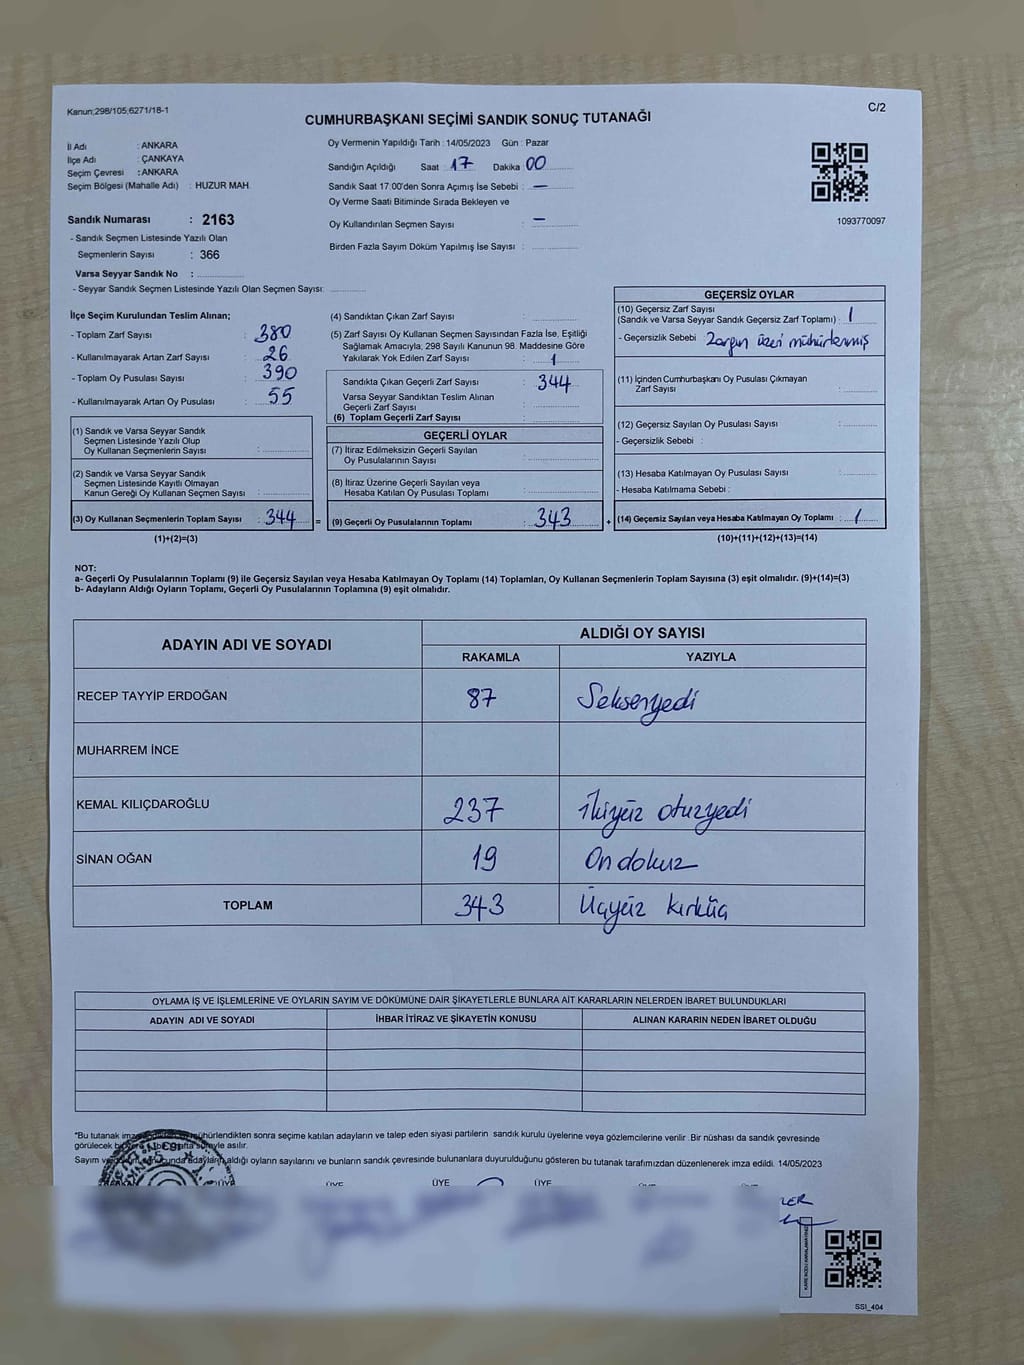 Kanun;298/105;6271/18-1
C/2
CUMHURBAŞKANI SEÇİMİ SANDIK SONUÇ TUTANAĞI
İl Adı : ANKARA
İlçe Adı : ÇANKAYA
Seçim Çevresi : ANKARA
Seçim Bölgesi (Mahalle Adı) : HUZUR MAH.
Sandık Numarası : 2163
- Sandık Seçmen Listesinde Yazılı Olan
Seçmenlerin Sayısı : 366
Varsa Seyyar Sandık No :
- Seyyar Sandık Seçmen Listesinde Yazılı Olan Seçmen Sayısı:
Oy Vermenin Yapıldığı Tarih : 14/05/2023 Gün : Pazar
Sandığın Açıldığı Saat : 17 Dakika 00
Sandık Saat 17:00'den Sonra Açımış İse Sebebi : —
Oy Verme Saati Bitiminde Sırada Bekleyen ve
Oy Kullandırılan Seçmen Sayısı : —
Birden Fazla Sayım Döküm Yapılmış İse Sayısı :
1093770097
İlçe Seçim Kurulundan Teslim Alınan;
- Toplam Zarf Sayısı : 380
- Kullanılmayarak Artan Zarf Sayısı : 26
- Toplam Oy Pusulası Sayısı : 390
- Kullanılmayarak Artan Oy Pusulası : 55
(1) Sandık ve Varsa Seyyar Sandık
Seçmen Listesinde Yazılı Olup
Oy Kullanan Seçmenlerin Sayısı :
(2) Sandık ve Varsa Seyyar Sandık
Seçmen Listesinde Kayıtlı Olmayan
Kanun Gereği Oy Kullanan Seçmen Sayısı :
(3) Oy Kullanan Seçmenlerin Toplam Sayısı : 344 =
(1)+(2)=(3)
(4) Sandıktan Çıkan Zarf Sayısı :
(5) Zarf Sayısı Oy Kullanan Seçmen Sayısından Fazla İse, Eşitliği
Sağlamak Amacıyla, 298 Sayılı Kanunun 98. Maddesine Göre
Yakılarak Yok Edilen Zarf Sayısı : 1
Sandıkta Çıkan Geçerli Zarf Sayısı : 344
Varsa Seyyar Sandıktan Teslim Alınan
Geçerli Zarf Sayısı :
(6) Toplam Geçerli Zarf Sayısı :
GEÇERLİ OYLAR
(7) İtiraz Edilmeksizin Geçerli Sayılan
Oy Pusulalarının Sayısı :
(8) İtiraz Üzerine Geçerli Sayılan veya
Hesaba Katılan Oy Pusulası Toplamı :
(9) Geçerli Oy Pusulalarının Toplamı : 343 +
GEÇERSİZ OYLAR
(10) Geçersiz Zarf Sayısı
(Sandık ve Varsa Seyyar Sandık Geçersiz Zarf Toplamı) : 1
- Geçersizlik Sebebi : Zarfın üzeri mühürlenmiş
(11) İçinden Cumhurbaşkanı Oy Pusulası Çıkmayan
Zarf Sayısı :
(12) Geçersiz Sayılan Oy Pusulası Sayısı :
- Geçersizlik Sebebi :
(13) Hesaba Katılmayan Oy Pusulası Sayısı :
- Hesaba Katılmama Sebebi :
(14) Geçersiz Sayılan veya Hesaba Katılmayan Oy Toplamı : 1
(10)+(11)+(12)+(13)=(14)
NOT:
a- Geçerli Oy Pusulalarının Toplamı (9) ile Geçersiz Sayılan veya Hesaba Katılmayan Oy Toplamı (14) Toplamları, Oy Kullanan Seçmenlerin Toplam Sayısına (3) eşit olmalıdır. (9)+(14)=(3)
b- Adayların Aldığı Oyların Toplamı, Geçerli Oy Pusulalarının Toplamına (9) eşit olmalıdır.
ADAYIN ADI VE SOYADI ALDIĞI OY SAYISI
RAKAMLA YAZIYLA
RECEP TAYYİP ERDOĞAN 87 Seksenyedi
MUHARREM İNCE
KEMAL KILIÇDAROĞLU 237 İkiyüz otuzyedi
SİNAN OĞAN 19 Ondokuz
TOPLAM 343 Üçyüz kırküç
OYLAMA İŞ VE İŞLEMLERİNE VE OYLARIN SAYIM VE DÖKÜMÜNE DAİR ŞİKAYETLERLE BUNLARA AİT KARARLARIN NELERDEN İBARET BULUNDUKLARI
ADAYIN ADI VE SOYADI İHBAR İTİRAZ VE ŞİKAYETİN KONUSU ALINAN KARARIN NEDEN İBARET OLDUĞU
*Bu tutanak mühürlendikten sonra seçime katılan adayların ve talep eden siyasi partilerin sandık kurulu üyelerine veya gözlemcilerine verilir. Bir nüshası da sandık çevresinde
görülecek hafta süreyle asılır.
Sayım adayların aldığı oyların sayılarını ve bunların sandık çevresinde bulunanlara duyurulduğunu gösteren bu tutanak tarafımızdan düzenlenerek imza edildi. 14/05/2023
ÜYE ÜYE ÜYE
SSI_404